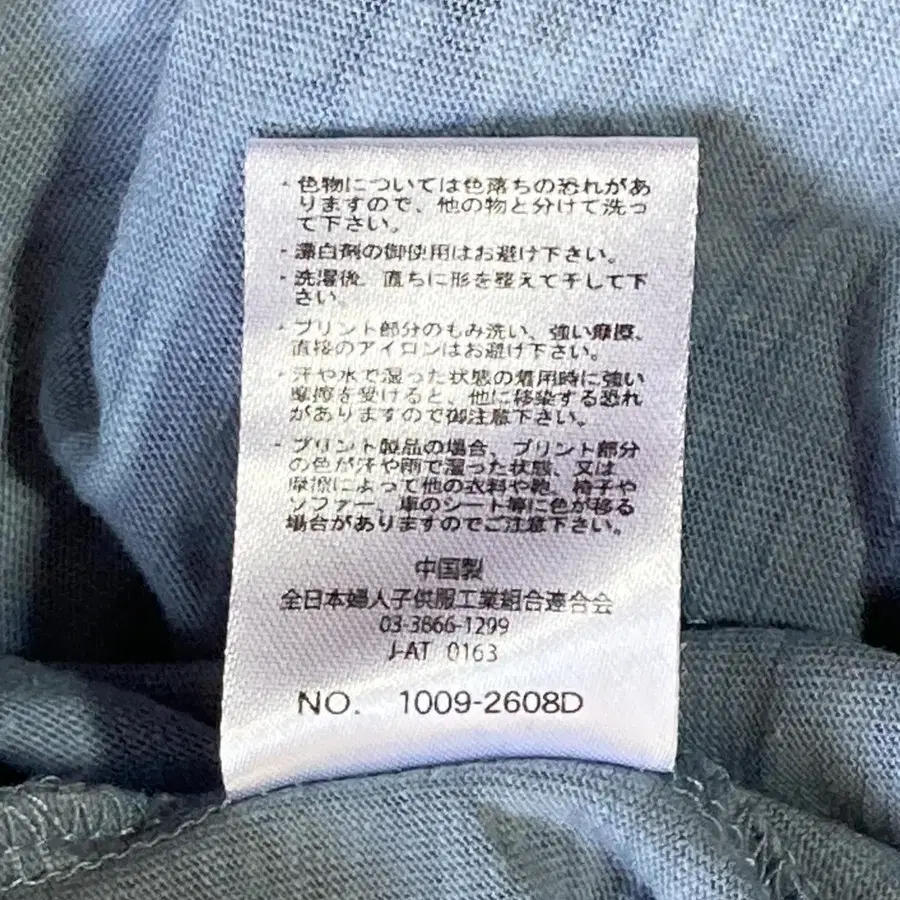 ・色物については色落ちの恐れがあ
りますので、他の物と分けて洗っ
て下さい。
・漂白剤の御使用はお避け下さい。
・洗濯後、直ちに形を整えて干して下
さい。
・プリント部分のもみ洗い、強い摩擦、
直接のアイロンはお避け下さい。
・汗や水で湿った状態の着用時に強い
摩擦を受けると、他に移染する恐れ
がありますので御注意下さい。
・プリント製品の場合、プリント部分
の色が汗や雨で湿った状態、又は
摩擦によって他の衣料や鞄、椅子や
ソファー、車のシート等に色が移る
場合がありますのでご注意下さい。
中国製
全日本婦人子供服工業組合連合会
03-3866-1299
J-AT 0163
NO. 1009-2608D